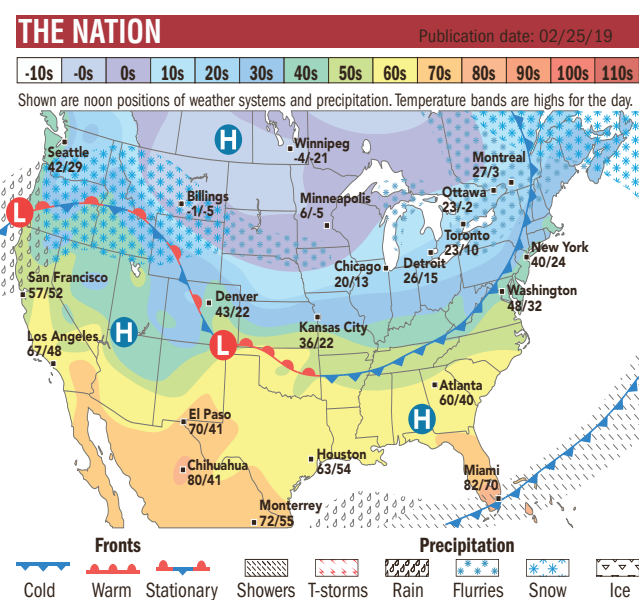 THE NATION
Publication date: 02/25/19
-10s -0s 0s 10s 20s 30s 40s 50s 60s 70s 80s 90s 100s 110s
Shown are noon positions of weather systems and precipitation. Temperature bands are highs for the day.
H
Seattle
42/29
Winnipeg
-4/-21
Montreal
27/3
Billings
-1/-5
Minneapolis
6/-5
Ottawa
23/-2
L
Toronto
23/10
New York
40/24
San Francisco
57/52
Chicago
20/13
Detroit
26/15
Denver
43/22
Washington
48/32
Kansas City
36/22
Los Angeles
67/48
H
L
Atlanta
60/40
El Paso
70/41
H
Chihuahua
80/41
Houston
63/54
Miami
82/70
Monterrey
72/55
Fronts
Precipitation
Cold Warm Stationary Showers T-storms Rain Flurries Snow Ice